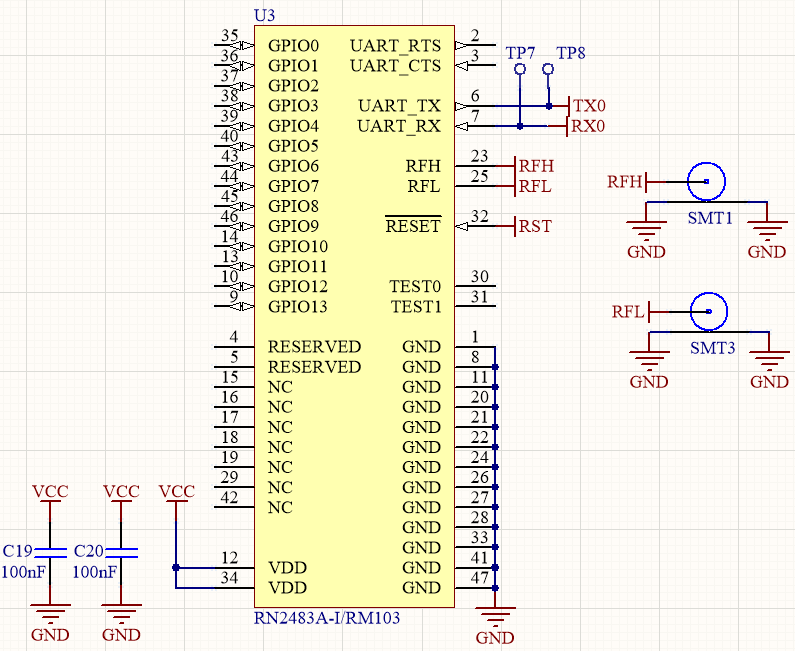 U3
35 GPIO0 UART_RTS 2
36 GPIO1 UART_CTS 3
TP7 TP8
37 GPIO2
38 GPIO3 UART_TX 6 TX0
39 GPIO4 UART_RX 7 RX0
40 GPIO5
43 GPIO6 RFH 23 RFH
44 GPIO7 RFL 25 RFL
45 GPIO8
46 GPIO9 RESET 32 RST
14 GPIO10
13 GPIO11
10 GPIO12 TEST0 30
9 GPIO13 TEST1 31
4 RESERVED GND 1
5 RESERVED GND 8
15 NC GND 11
16 NC GND 20
17 NC GND 21
18 NC GND 22
19 NC GND 24
29 NC GND 26
42 NC GND 27
GND 28
GND 33
12 VDD GND 41
34 VDD GND 47
RN2483A-I/RM103
GND
VCC VCC VCC
C19 C20
100nF 100nF
GND GND
RFH
SMT1
GND GND
RFL
SMT3
GND GND